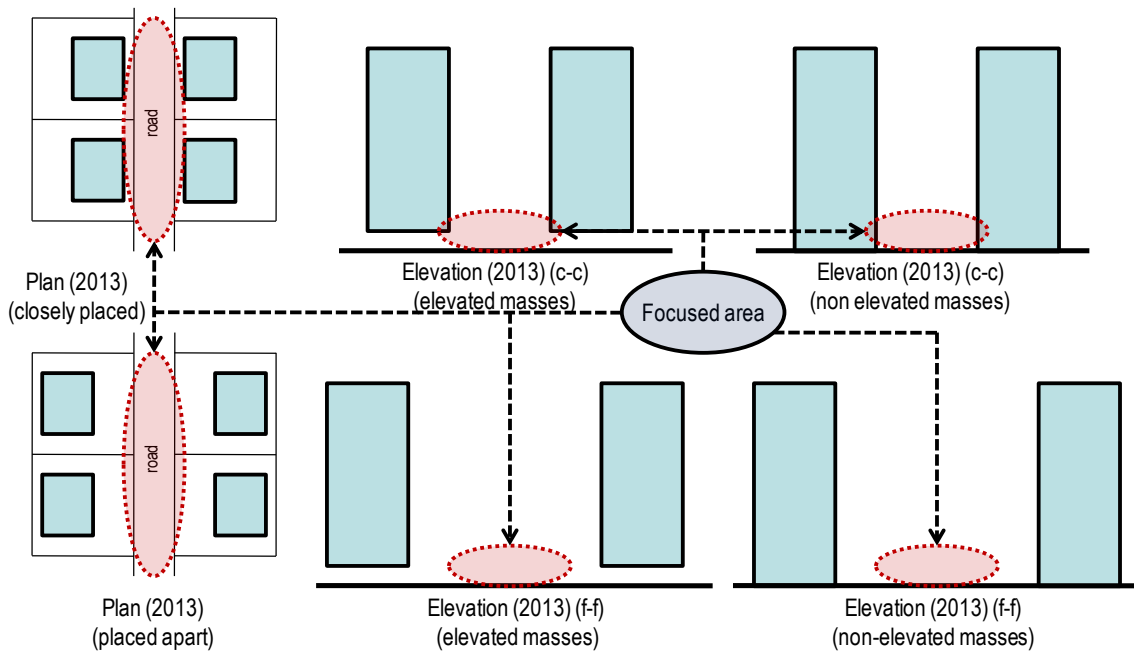 road
Plan (2013)
(closely placed)
Elevation (2013) (c-c)
(elevated masses)
Elevation (2013) (c-c)
(non elevated masses)
Focused area
road
Plan (2013)
(placed apart)
Elevation (2013) (f-f)
(elevated masses)
Elevation (2013) (f-f)
(non-elevated masses)